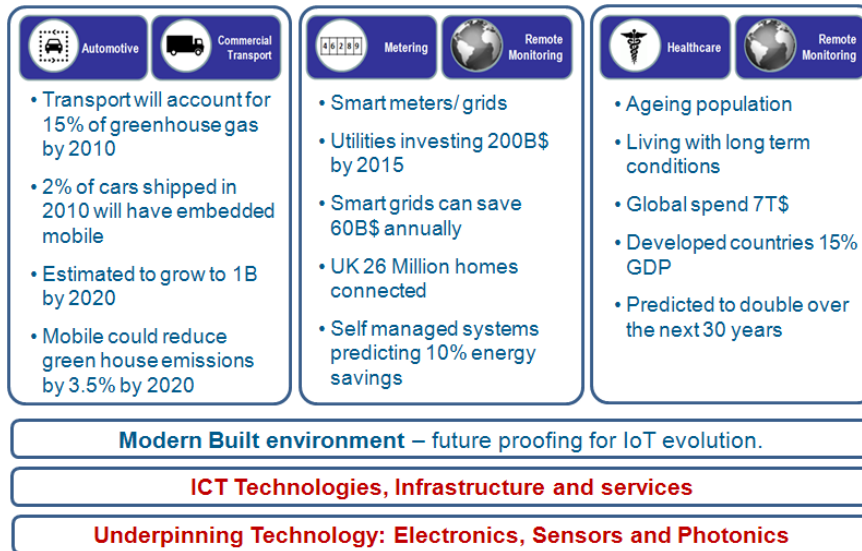 Automotive
Commercial
Transport
• Transport will account for
15% of greenhouse gas
by 2010
• 2% of cars shipped in
2010 will have embedded
mobile
• Estimated to grow to 1B
by 2020
• Mobile could reduce
green house emissions
by 3.5% by 2020
46289
Metering
Remote
Monitoring
• Smart meters/ grids
• Utilities investing 200B$
by 2015
• Smart grids can save
60B$ annually
• UK 26 Million homes
connected
• Self managed systems
predicting 10% energy
savings
Healthcare
Remote
Monitoring
• Ageing population
• Living with long term
conditions
• Global spend 7T$
• Developed countries 15%
GDP
• Predicted to double over
the next 30 years
Modern Built environment – future proofing for IoT evolution.
ICT Technologies, Infrastructure and services
Underpinning Technology: Electronics, Sensors and Photonics